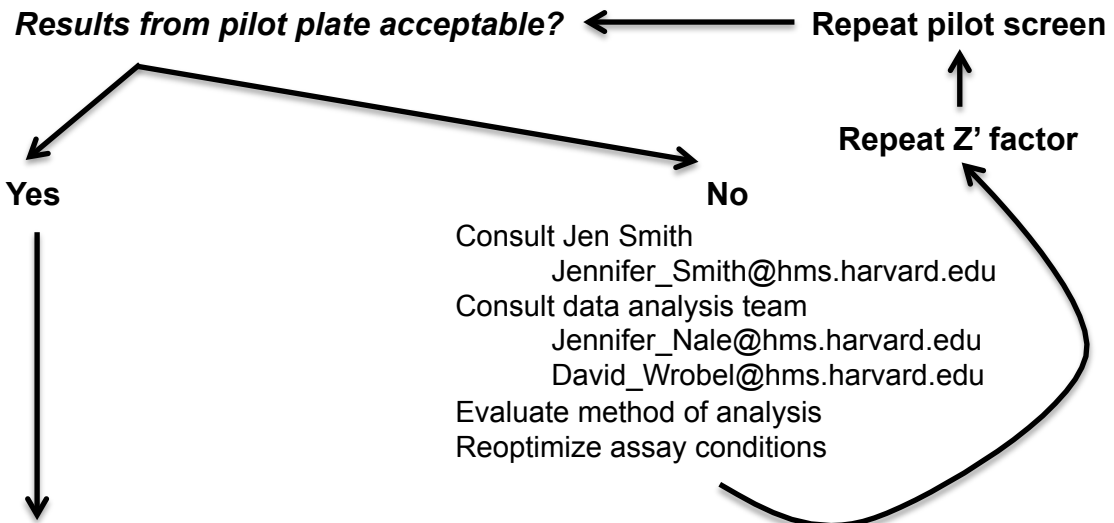 Results from pilot plate acceptable?
Repeat pilot screen
Repeat Z’ factor
Yes
No
Consult Jen Smith
Jennifer_Smith@hms.harvard.edu
Consult data analysis team
Jennifer_Nale@hms.harvard.edu
David_Wrobel@hms.harvard.edu
Evaluate method of analysis
Reoptimize assay conditions